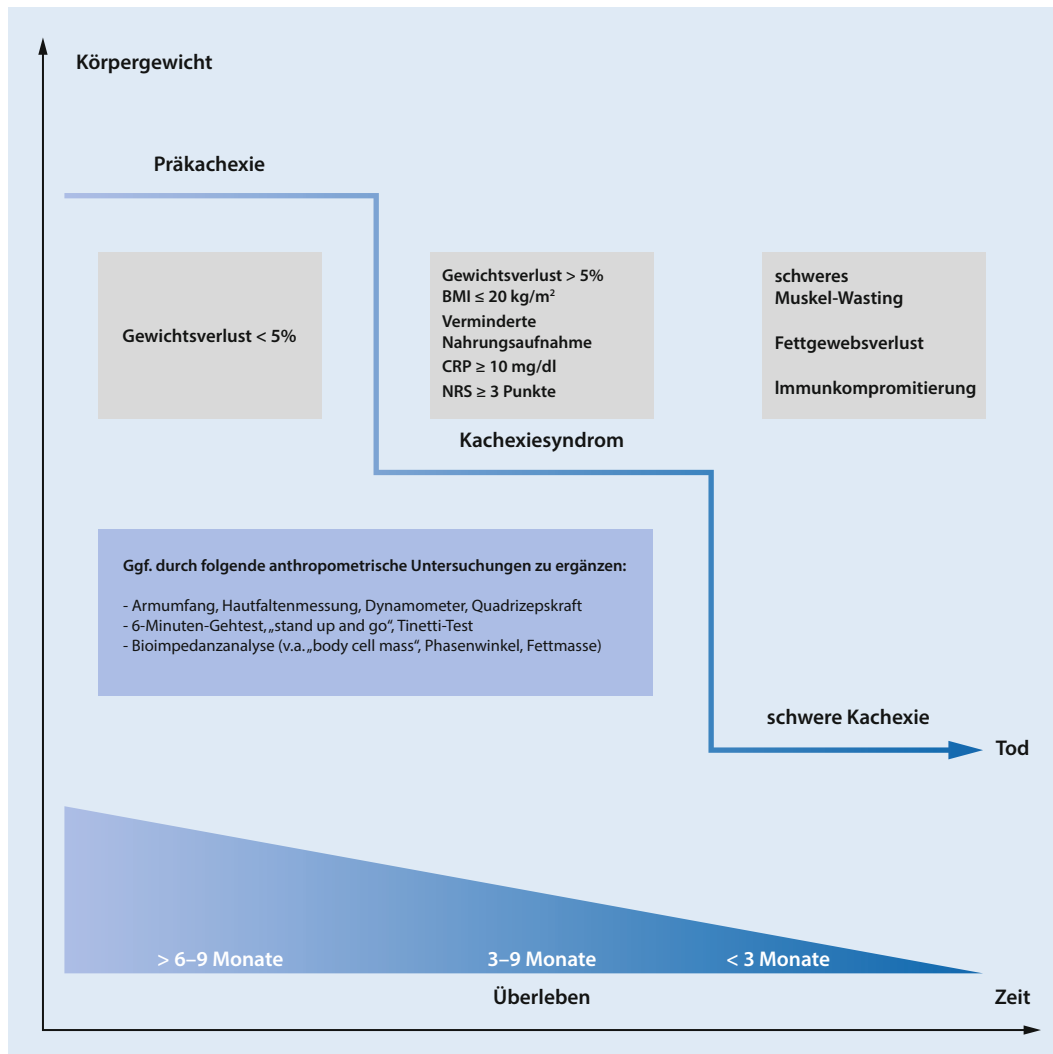 Körpergewicht
Präkachexie
Gewichtsverlust < 5%
Gewichtsverlust > 5%
BMI ≤ 20 kg/m²
Verminderte
Nahrungsaufnahme
CRP ≥ 10 mg/dl
NRS ≥ 3 Punkte
schweres
Muskel-Wasting
Fettgewebsverlust
Immunkompromitierung
Kachexiesyndrom
Ggf. durch folgende anthropometrische Untersuchungen zu ergänzen:
- Armumfang, Hautfaltenmessung, Dynamometer, Quadrizepskraft
- 6-Minuten-Gehtest, „stand up and go“, Tinetti-Test
- Bioimpedanzanalyse (v.a. „body cell mass“, Phasenwinkel, Fettmasse)
schwere Kachexie
Tod
> 6–9 Monate
3–9 Monate
< 3 Monate
Überleben
Zeit